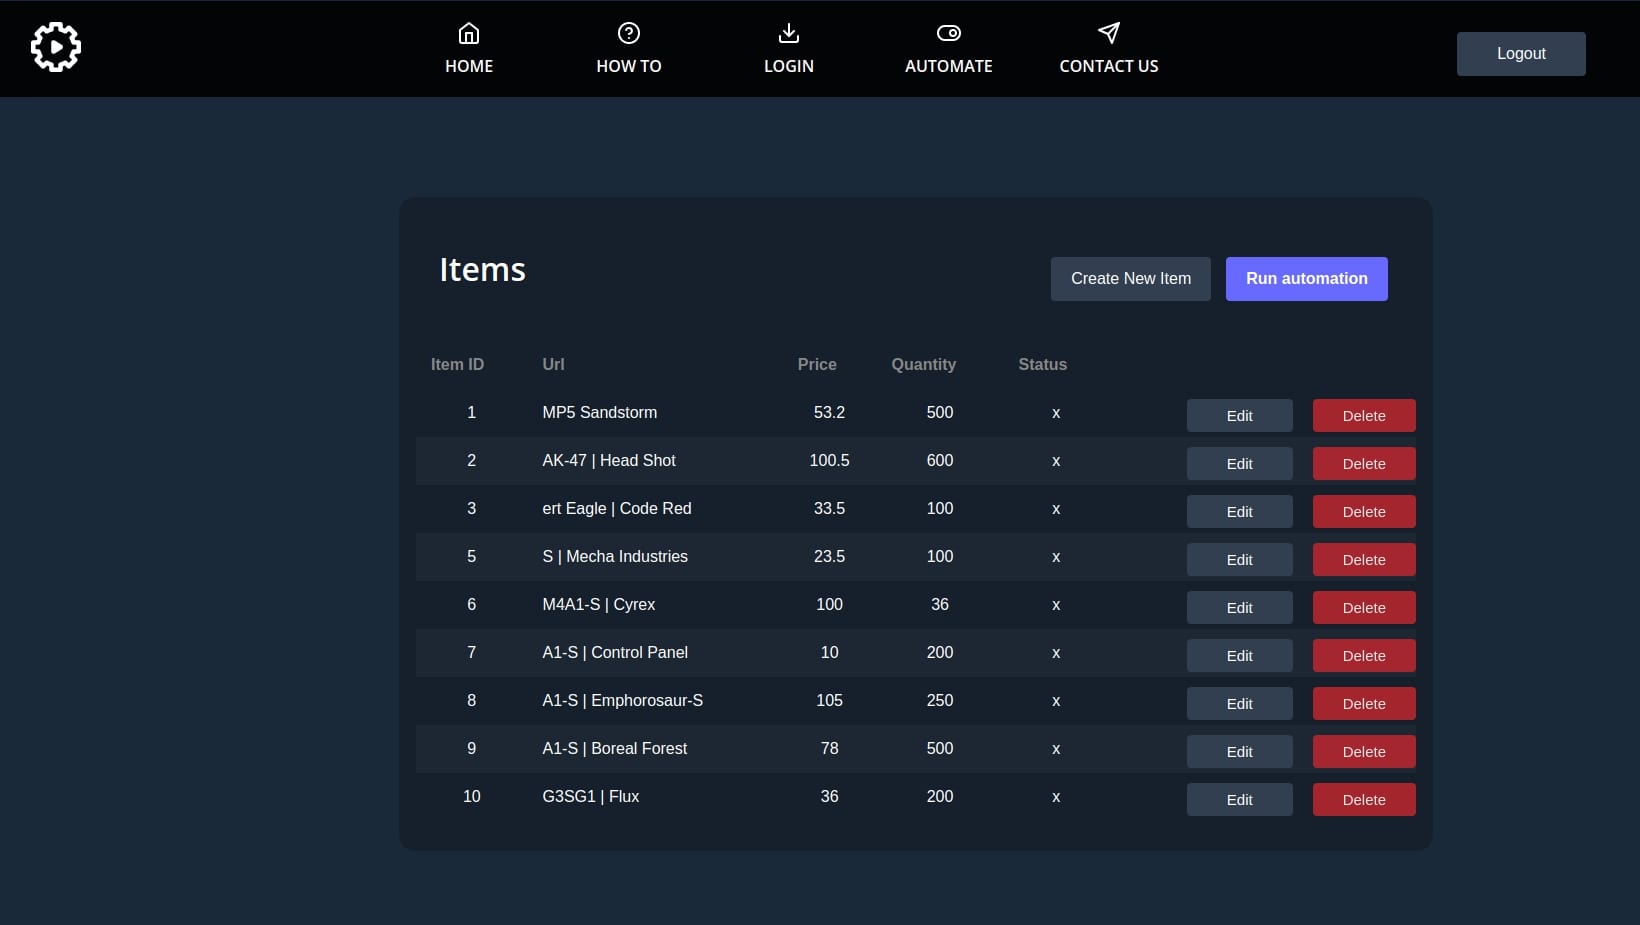 HOME HOW TO LOGIN AUTOMATE CONTACT US Logout
Items Create New Item Run automation
Item ID Url Price Quantity Status
1 MP5 Sandstorm 53.2 500 x Edit Delete
2 AK-47 | Head Shot 100.5 600 x Edit Delete
3 ert Eagle | Code Red 33.5 100 x Edit Delete
5 S | Mecha Industries 23.5 100 x Edit Delete
6 M4A1-S | Cyrex 100 36 x Edit Delete
7 A1-S | Control Panel 10 200 x Edit Delete
8 A1-S | Emphorosaur-S 105 250 x Edit Delete
9 A1-S | Boreal Forest 78 500 x Edit Delete
10 G3SG1 | Flux 36 200 x Edit Delete